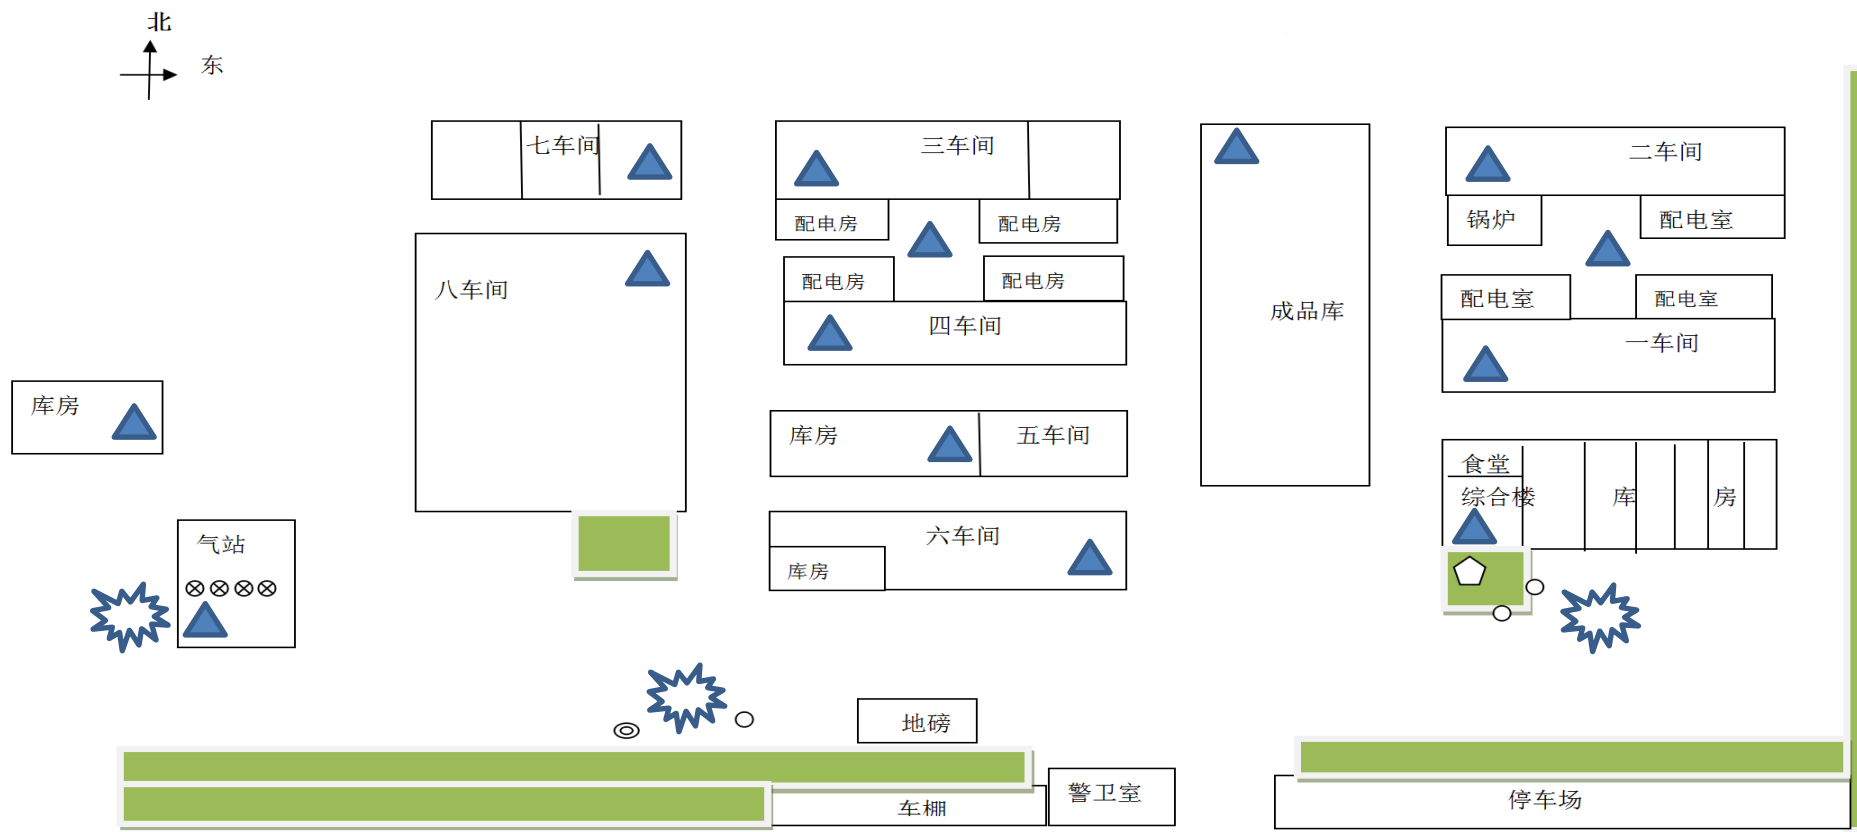 北
东
七车间
三车间
二车间
配电房
配电房
锅炉
配电室
八车间
配电房
配电房
成品库
配电室
配电室
四车间
一车间
库房
库房
五车间
食堂
综合楼
库
房
气站
六车间
库房
地磅
警卫室
车棚
停车场